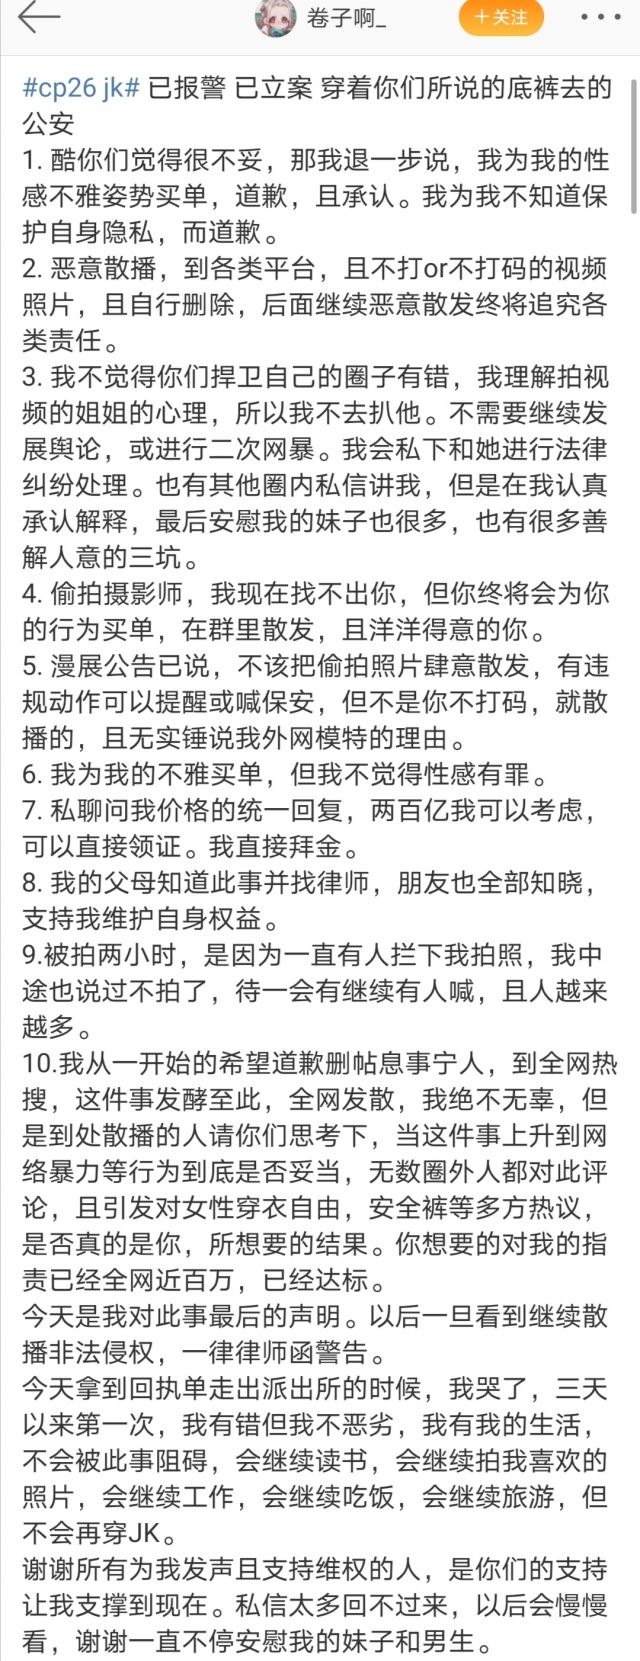 卷子啊_
＋关注
#cp26 jk# 已报警 已立案 穿着你们所说的底裤去的
公安
1. 酷你们觉得很不妥，那我退一步说，我为我的性
感不雅姿势买单，道歉，且承认。我为我不知道保
护自身隐私，而道歉。
2. 恶意散播，到各类平台，且不打or不打码的视频
照片，且自行删除，后面继续恶意散发终将追究各
类责任。
3. 我不觉得你们捍卫自己的圈子有错，我理解拍视
频的姐姐的心理，所以我不去扒他。不需要继续发
展舆论，或进行二次网暴。我会私下和她进行法律
纠纷处理。也有其他圈内私信讲我，但是在我认真
承认解释，最后安慰我的妹子也很多，也有很多善
解人意的三坑。
4. 偷拍摄影师，我现在找不出你，但你终将会为你
的行为买单，在群里散发，且洋洋得意的你。
5. 漫展公告已说，不该把偷拍照片肆意散发，有违
规动作可以提醒或喊保安，但不是你不打码，就散
播的，且无实锤说我外网模特的理由。
6. 我为我的不雅买单，但我不觉得性感有罪。
7. 私聊问我价格的统一回复，两百亿我可以考虑，
可以直接领证。我直接拜金。
8. 我的父母知道此事并找律师，朋友也全部知晓，
支持我维护自身权益。
9.被拍两小时，是因为一直有人拦下我拍照，我中
途也说过不拍了，待一会有继续有人喊，且人越来
越多。
10.我从一开始的希望道歉删帖息事宁人，到全网热
搜，这件事发酵至此，全网发散，我绝不无辜，但
是到处散播的人请你们思考下，当这件事上升到网
络暴力等行为到底是否妥当，无数圈外人都对此评
论，且引发对女性穿衣自由，安全裤等多方热议，
是否真的是你，所想要的结果。你想要的对我的指
责已经全网近百万，已经达标。
今天是我对此事最后的声明。以后一旦看到继续散
播非法侵权，一律律师函警告。
今天拿到回执单走出派出所的时候，我哭了，三天
以来第一次，我有错但我不恶劣，我有我的生活，
不会被此事阻碍，会继续读书，会继续拍我喜欢的
照片，会继续工作，会继续吃饭，会继续旅游，但
不会再穿JK。
谢谢所有为我发声且支持维权的人，是你们的支持
让我支撑到现在。私信太多回不过来，以后会慢慢
看，谢谢一直不停安慰我的妹子和男生。